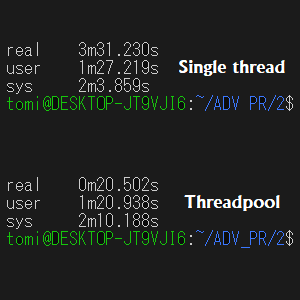 real 3m31.230s
user 1m27.219s Single thread
sys 2m3.859s
tomi@DESKTOP-JT9VJI6:~/ADV_PR/2$
real 0m20.502s
user 1m20.938s Threadpool
sys 2m10.188s
tomi@DESKTOP-JT9VJI6:~/ADV_PR/2$